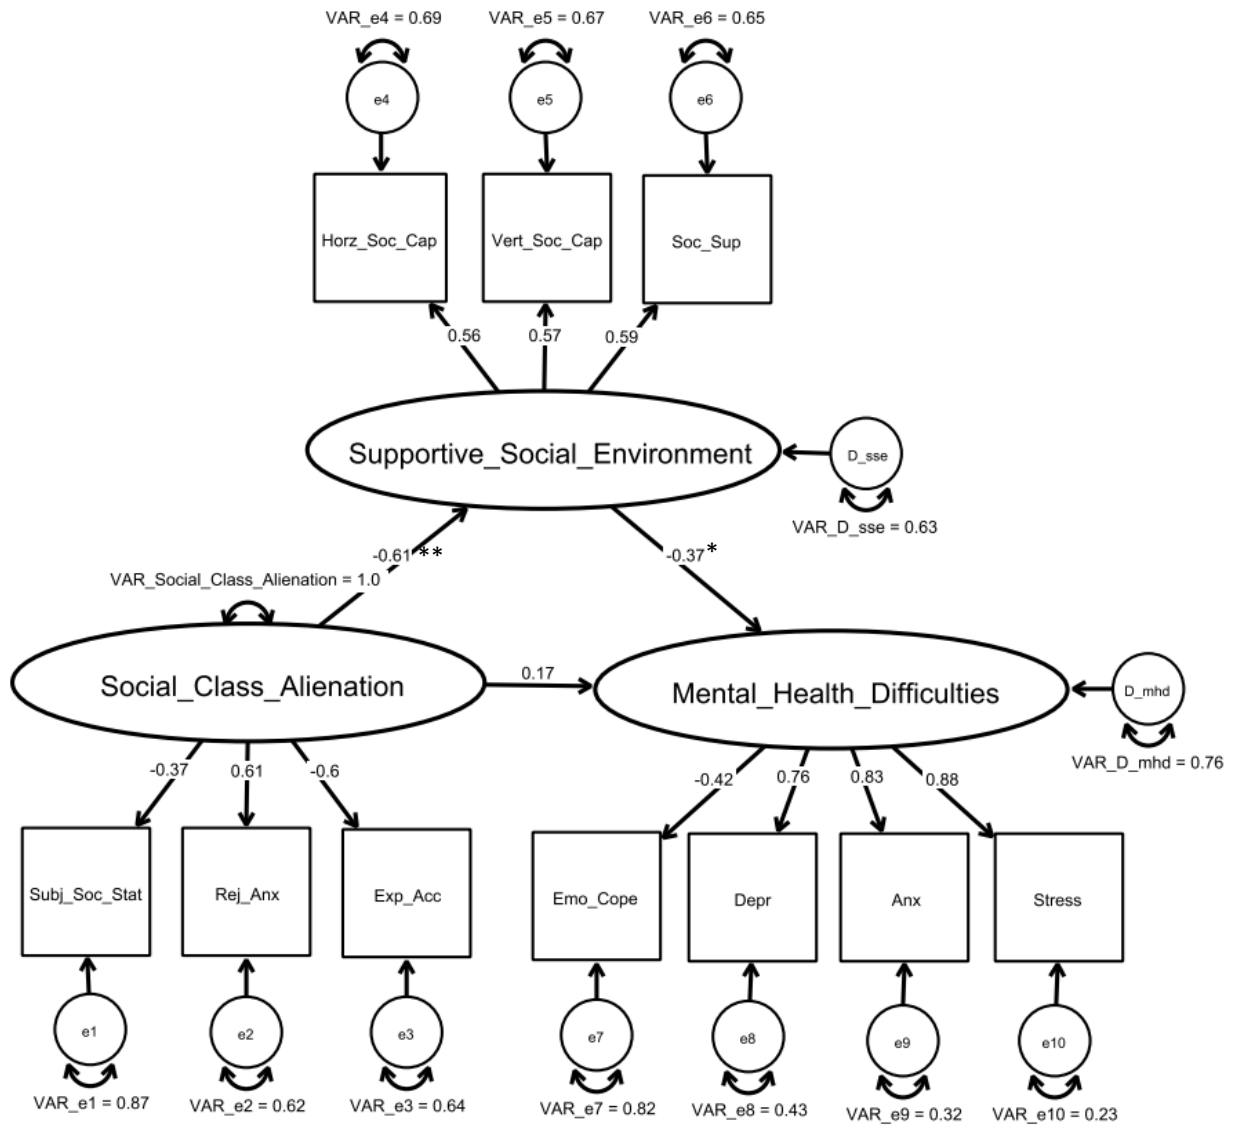 VAR_e4 = 0.69
VAR_e5 = 0.67
VAR_e6 = 0.65
e4
e5
e6
Horz_Soc_Cap
Vert_Soc_Cap
Soc_Sup
0.56
0.57
0.59
Supportive_Social_Environment
D_sse
VAR_D_sse = 0.63
-0.61 **
-0.37 *
VAR_Social_Class_Alienation = 1.0
Social_Class_Alienation
0.17
Mental_Health_Difficulties
D_mhd
VAR_D_mhd = 0.76
-0.37
0.61
-0.6
-0.42
0.76
0.83
0.88
Subj_Soc_Stat
Rej_Anx
Exp_Acc
Emo_Cope
Depr
Anx
Stress
e1
e2
e3
e7
e8
e9
e10
VAR_e1 = 0.87
VAR_e2 = 0.62
VAR_e3 = 0.64
VAR_e7 = 0.82
VAR_e8 = 0.43
VAR_e9 = 0.32
VAR_e10 = 0.23